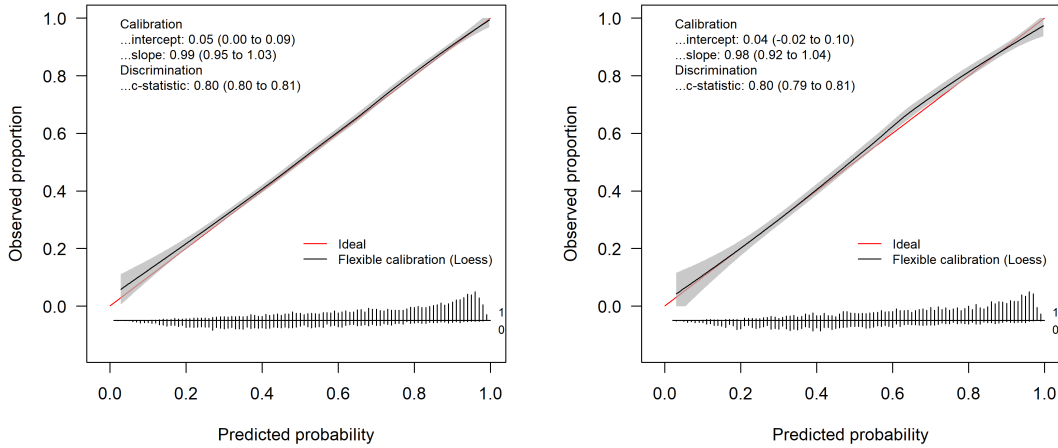 Calibration
...intercept: 0.05 (0.00 to 0.09)
...slope: 0.99 (0.95 to 1.03)
Discrimination
...c-statistic: 0.80 (0.80 to 0.81)
1.0
0.8
0.6
0.4
0.2
0.0
Observed proportion
Ideal
Flexible calibration (Loess)
1
0
0.0 0.2 0.4 0.6 0.8 1.0
Predicted probability
Calibration
...intercept: 0.04 (-0.02 to 0.10)
...slope: 0.98 (0.92 to 1.04)
Discrimination
...c-statistic: 0.80 (0.79 to 0.81)
1.0
0.8
0.6
0.4
0.2
0.0
Observed proportion
Ideal
Flexible calibration (Loess)
1
0
0.0 0.2 0.4 0.6 0.8 1.0
Predicted probability